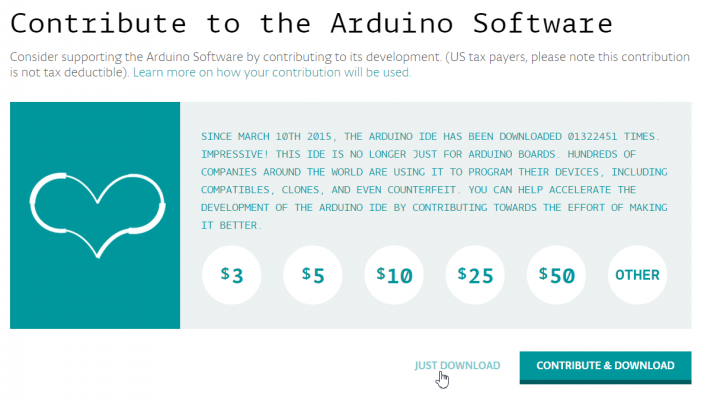 Contribute to the Arduino Software
Consider supporting the Arduino Software by contributing to its development. (US tax payers, please note this contribution
is not tax deductible). Learn more on how your contribution will be used.
SINCE MARCH 10TH 2015, THE ARDUINO IDE HAS BEEN DOWNLOADED 01322451 TIMES.
IMPRESSIVE! THIS IDE IS NO LONGER JUST FOR ARDUINO BOARDS. HUNDREDS OF
COMPANIES AROUND THE WORLD ARE USING IT TO PROGRAM THEIR DEVICES, INCLUDING
COMPATIBLES, CLONES, AND EVEN COUNTERFEIT. YOU CAN HELP ACCELERATE THE
DEVELOPMENT OF THE ARDUINO IDE BY CONTRIBUTING TOWARDS THE EFFORT OF MAKING
IT BETTER.
$3 $5 $10 $25 $50 OTHER
JUST DOWNLOAD CONTRIBUTE & DOWNLOAD